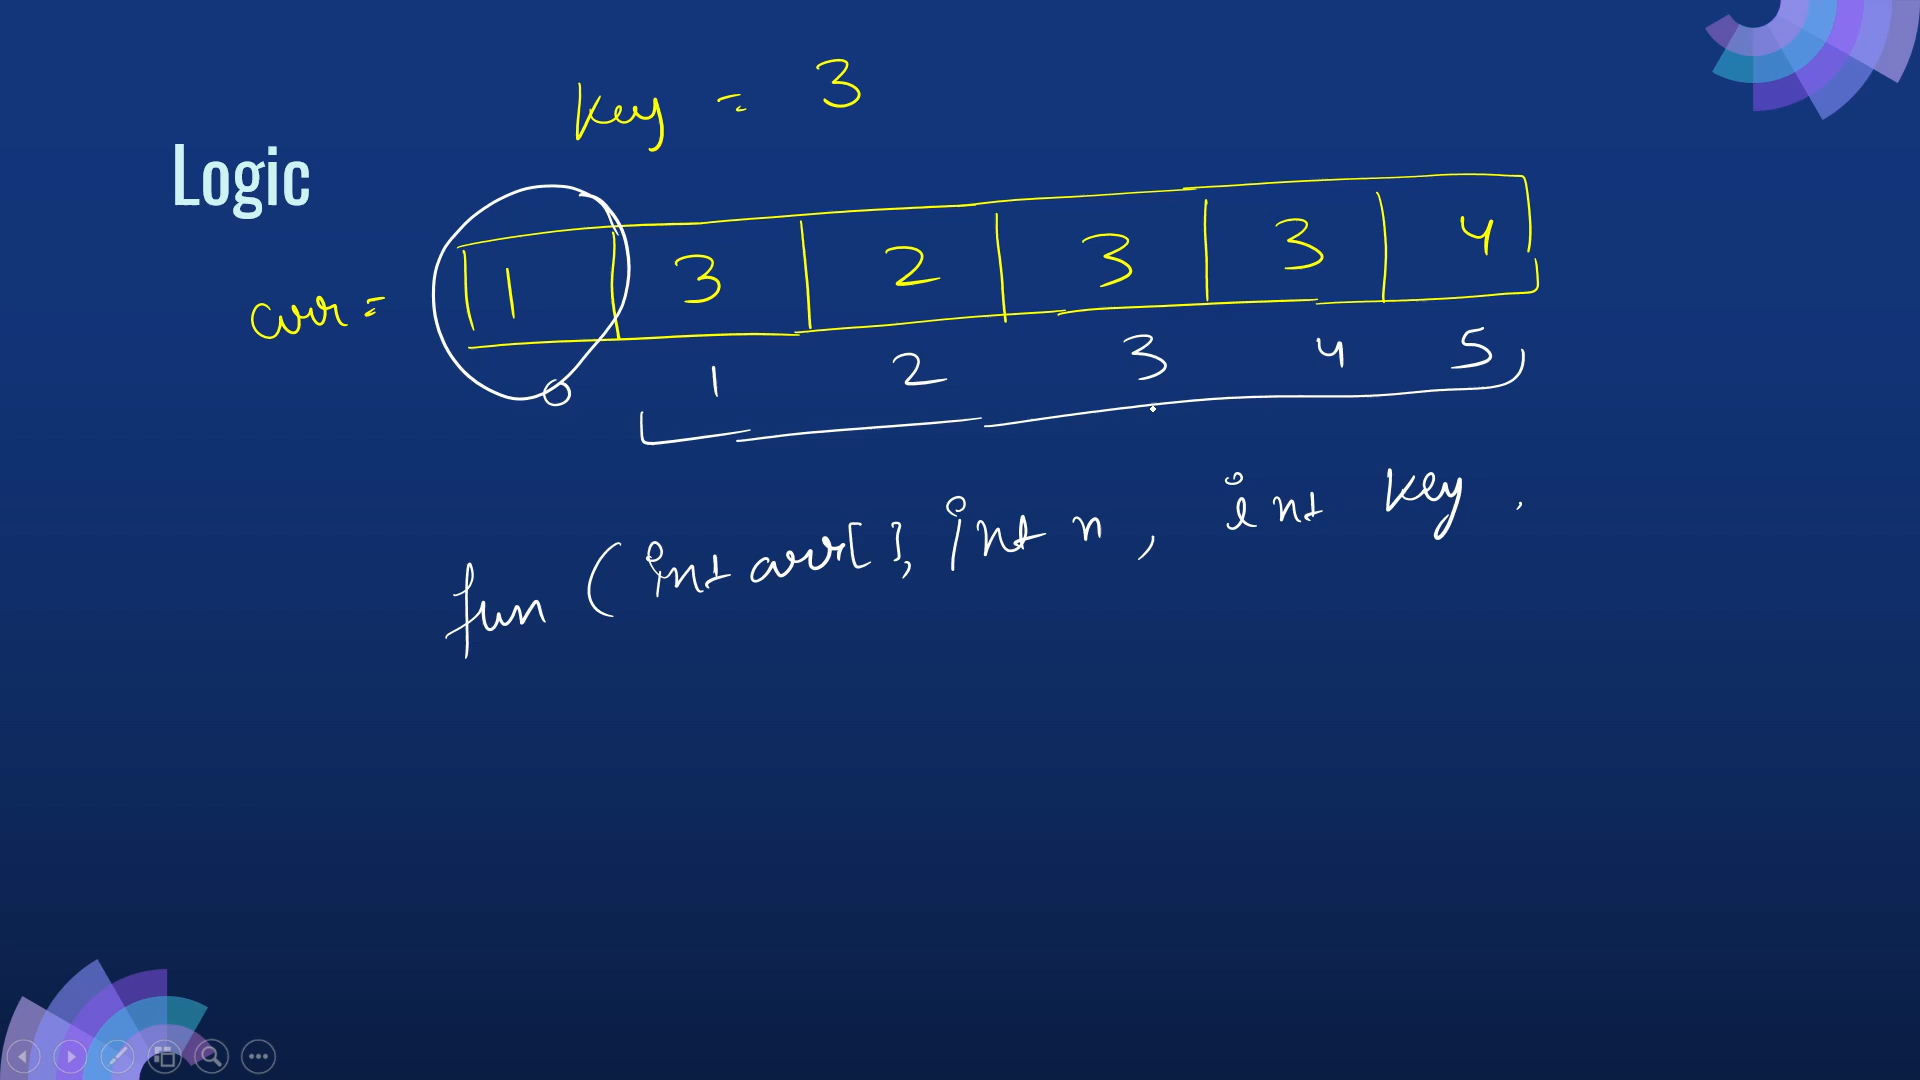 key = 3
Logic
arr = 1 3 2 3 3 4
0 1 2 3 4 5
fun (int arr[], int n, int key,